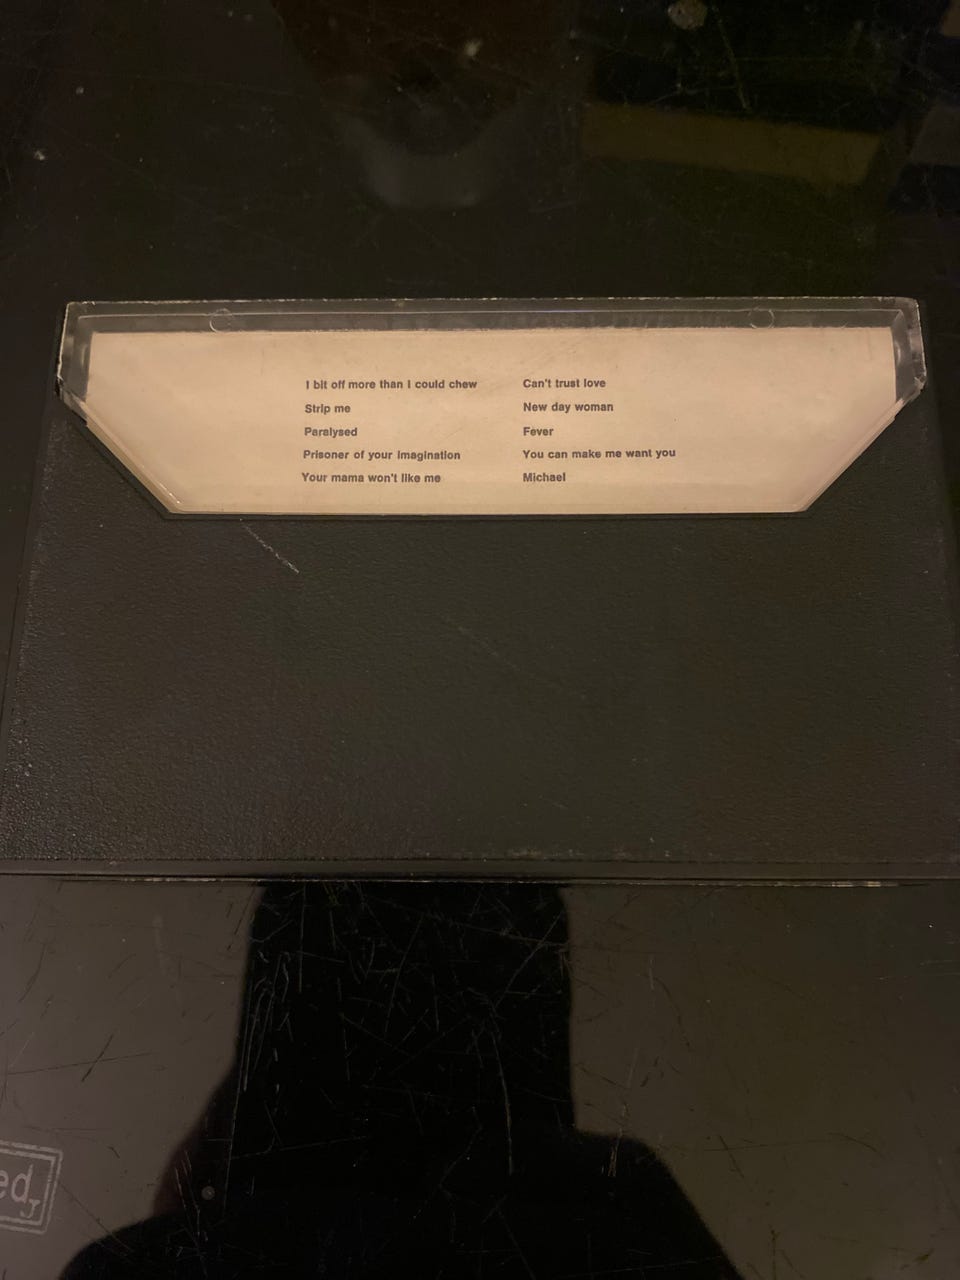 I bit off more than I could chew
Strip me
Paralysed
Prisoner of your imagination
Your mama won't like me
Can't trust love
New day woman
Fever
You can make me want you
Michael